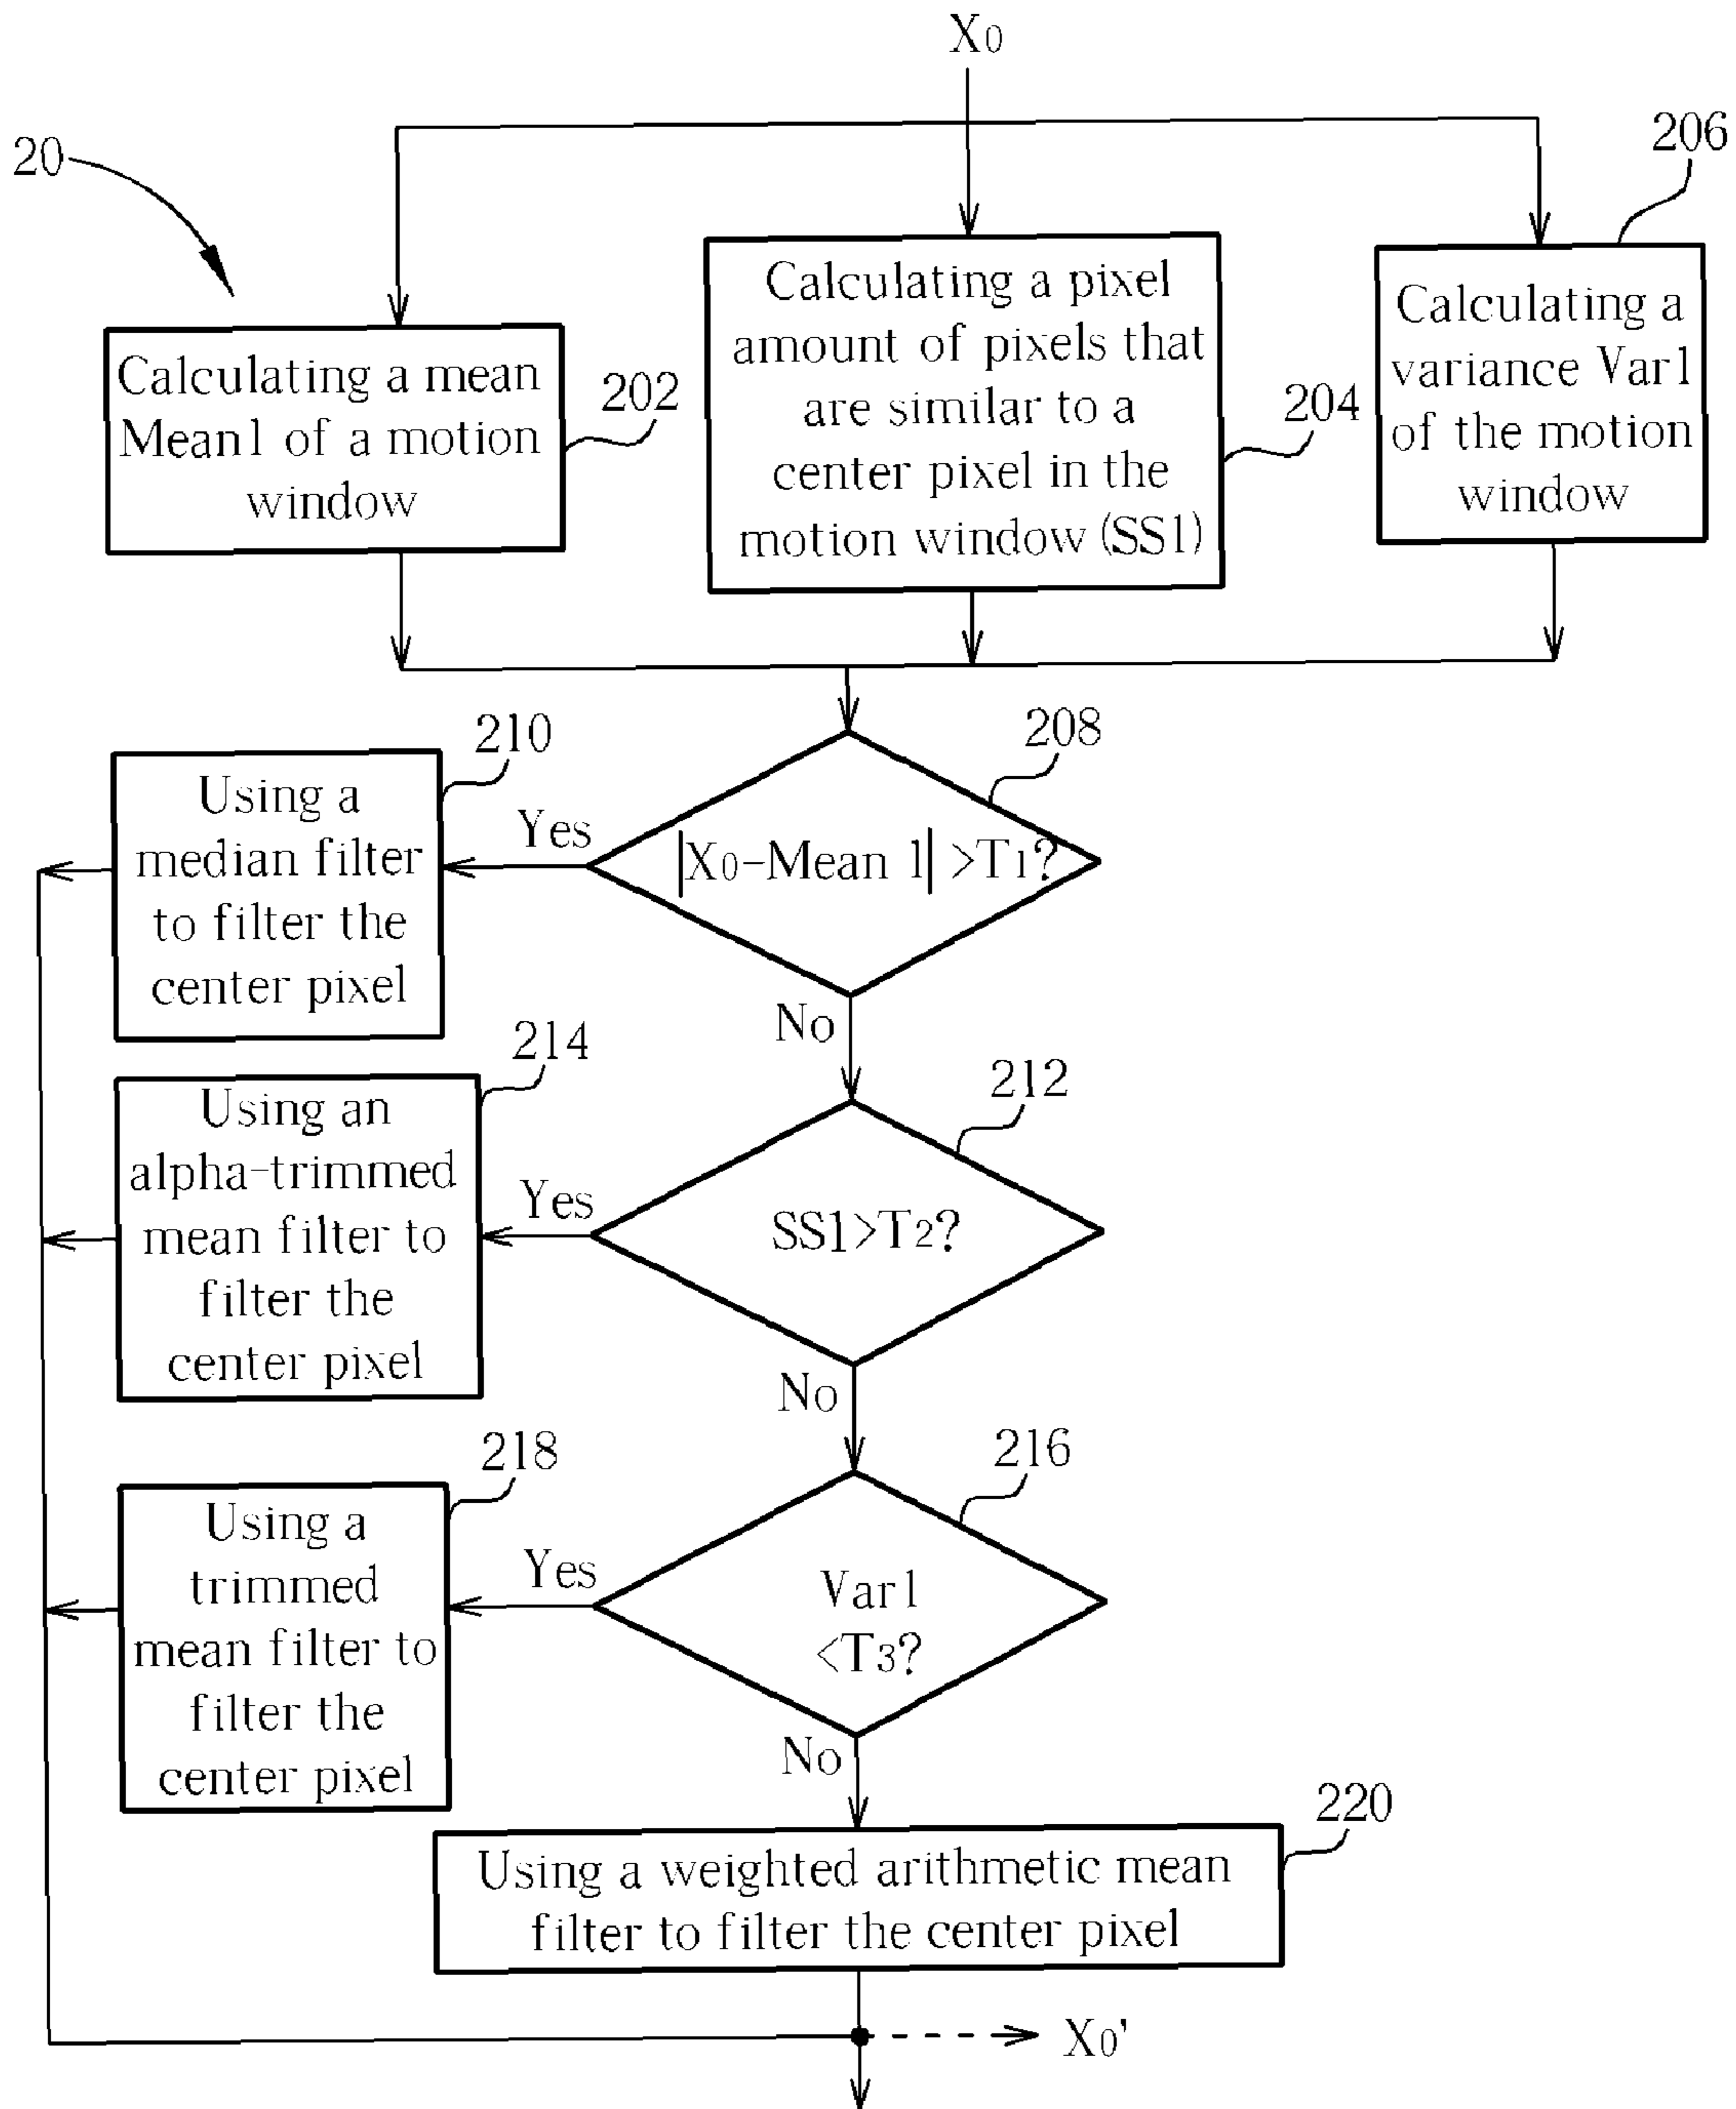 X0
20
206
Calculating a mean
Mean1 of a motion
window
202
Calculating a pixel
amount of pixels that
are similar to a
center pixel in the
motion window (SS1)
204
Calculating a
variance Var1
of the motion
window
208
|X0-Mean 1| >T1?
Yes
No
210
Using a
median filter
to filter the
center pixel
212
SS1>T2?
Yes
No
214
Using an
alpha-trimmed
mean filter to
filter the
center pixel
216
Var1
<T3?
Yes
No
218
Using a
trimmed
mean filter to
filter the
center pixel
220
Using a weighted arithmetic mean
filter to filter the center pixel
X0'